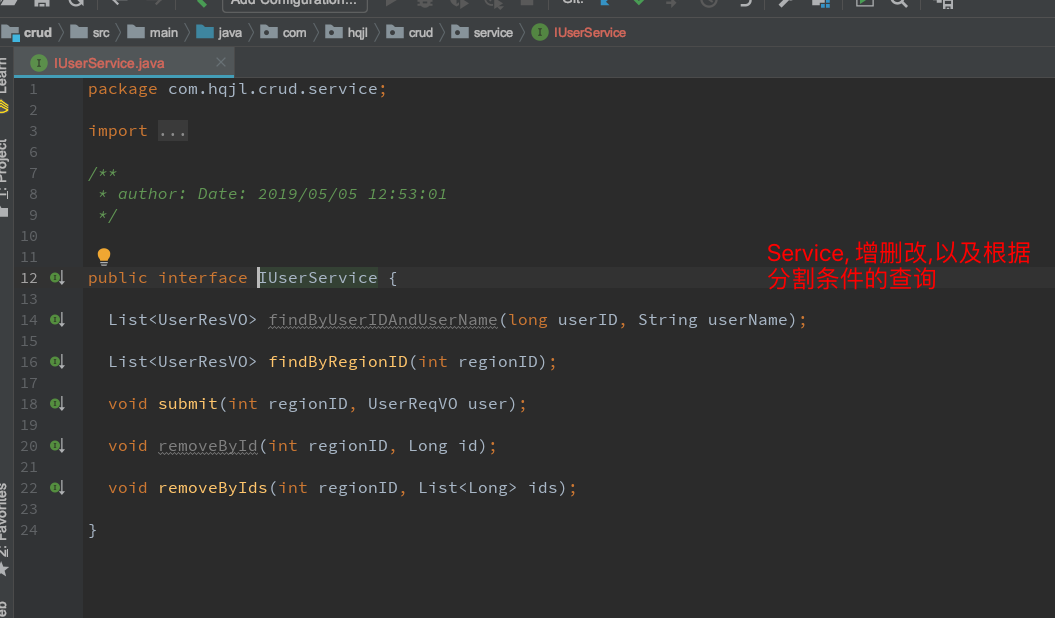 Add Configuration...
Git:
crud src main java com hqjl crud service I IUserService
I IUserService.java
Learn
1: Project
2: Favorites
1 package com.hqjl.crud.service;
2
3 import ...
6
7 /**
8 * author: Date: 2019/05/05 12:53:01
9 */
10
11
12 public interface IUserService {
13
14 List<UserResVO> findByUserIDAndUserName(long userID, String userName);
15
16 List<UserResVO> findByRegionID(int regionID);
17
18 void submit(int regionID, UserReqVO user);
19
20 void removeById(int regionID, Long id);
21
22 void removeByIds(int regionID, List<Long> ids);
23
24 }
Service, 增删改,以及根据
分割条件的查询